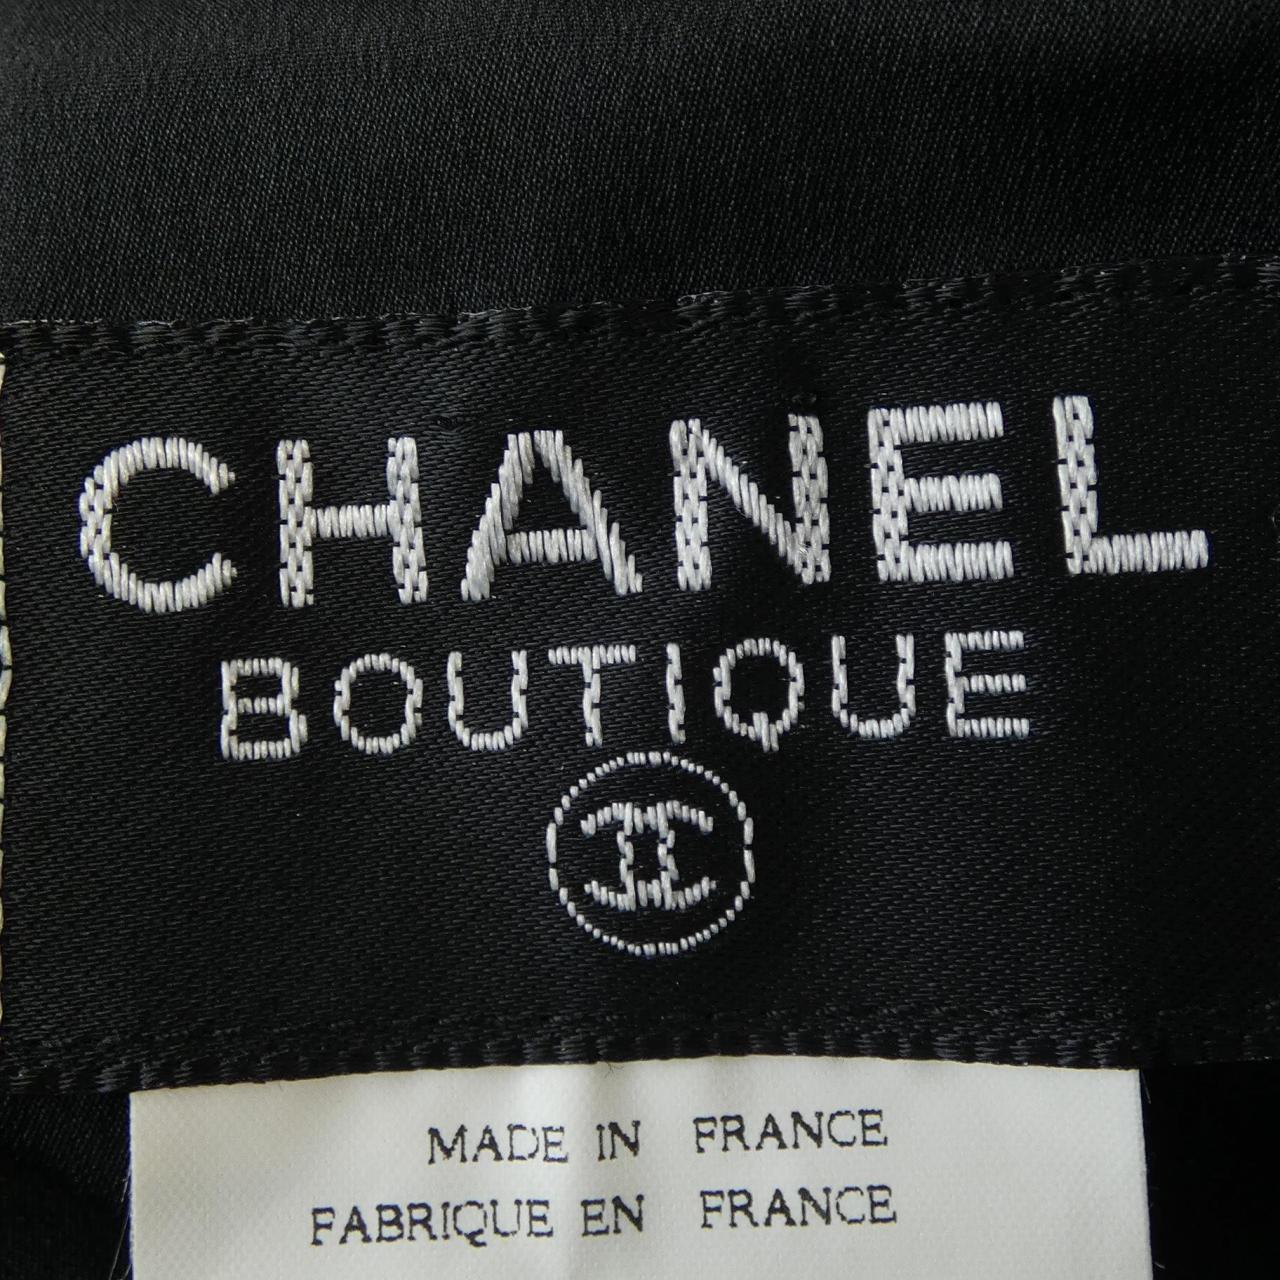 CHANEL
BOUTIQUE
MADE IN FRANCE
FABRIQUE EN FRANCE